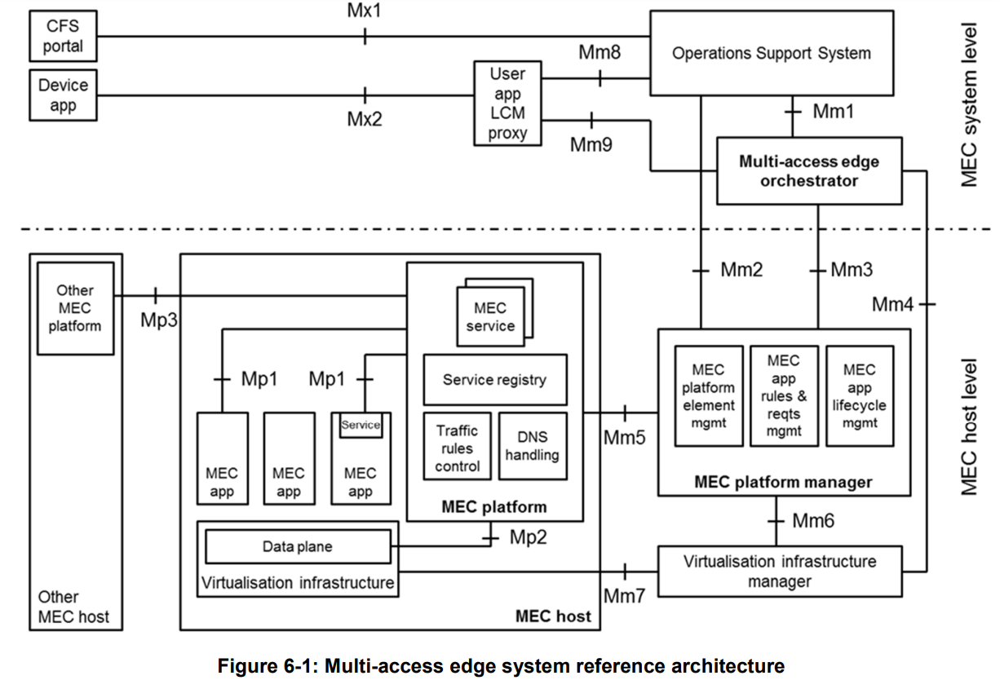 Mx1
CFS
portal
Operations Support System
Mm8
Device
app
User
app
LCM
proxy
Mx2
Mm9
Mm1
Multi-access edge
orchestrator
MEC system level
Other
MEC
platform
Mp3
MEC
service
Mm2
Mm3
Mm4
Mp1
Mp1
Service registry
MEC
platform
element
mgmt
MEC
app
rules &
reqts
mgmt
MEC
app
lifecycle
mgmt
MEC host level
Service
MEC
app
MEC
app
MEC
app
Traffic
rules
control
DNS
handling
Mm5
MEC platform manager
MEC platform
Mp2
Mm6
Data plane
Virtualisation infrastructure
Virtualisation infrastructure
manager
Mm7
Other
MEC host
MEC host
Figure 6-1: Multi-access edge system reference architecture